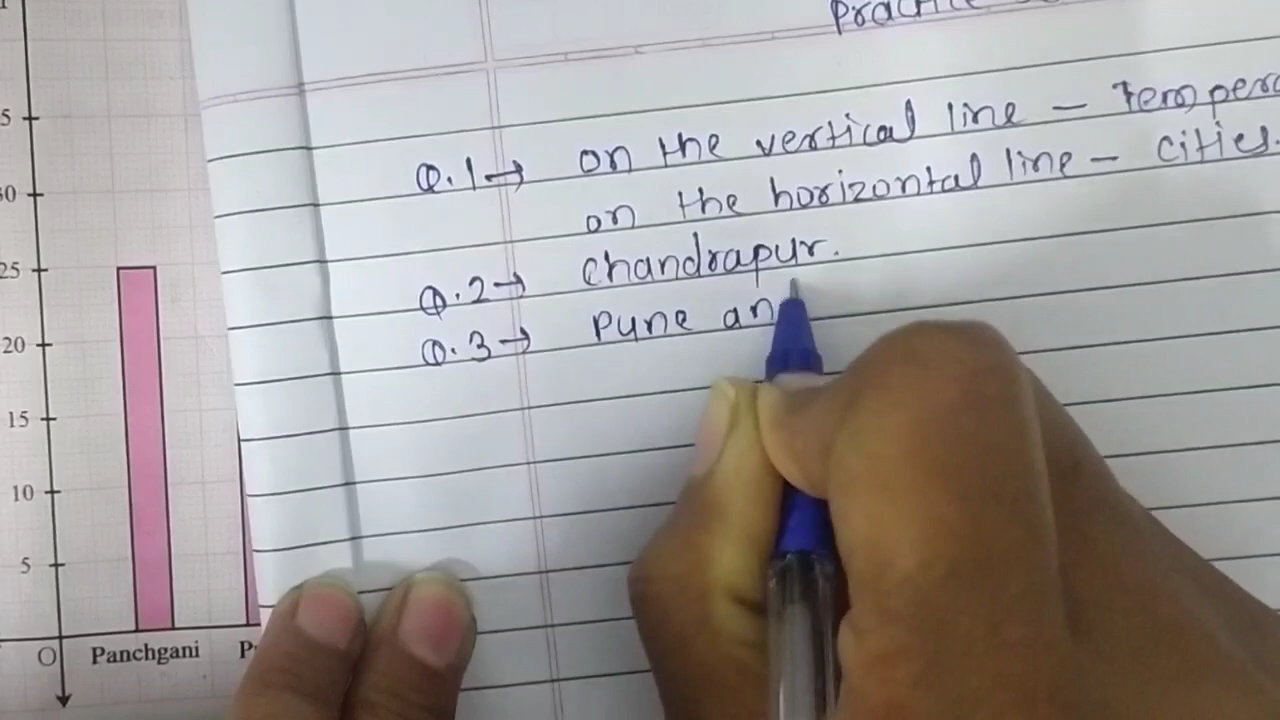 Practice
Q.1→ on the vertical line - Tempera
on the horizontal line - cities.
Q.2→ chandrapur.
Q.3→ Pune an
5
30
25
20
15
10
5
O
Panchgani
P